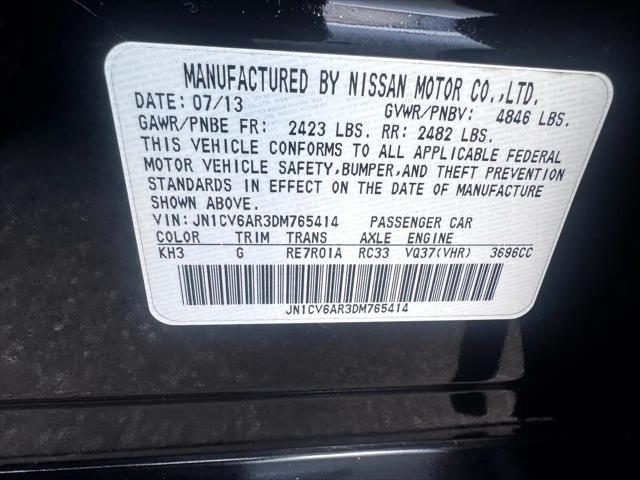 MANUFACTURED BY NISSAN MOTOR CO.,LTD.
DATE: 07/13 GVWR/PNBV: 4846 LBS.
GAWR/PNBE FR: 2423 LBS. RR: 2482 LBS.
THIS VEHICLE CONFORMS TO ALL APPLICABLE FEDERAL
MOTOR VEHICLE SAFETY,BUMPER,AND THEFT PREVENTION
STANDARDS IN EFFECT ON THE DATE OF MANUFACTURE
SHOWN ABOVE.
VIN: JN1CV6AR3DM765414 PASSENGER CAR
COLOR TRIM TRANS AXLE ENGINE
KH3 G RE7R01A RC33 VQ37(VHR) 3696CC
JN1CV6AR3DM765414